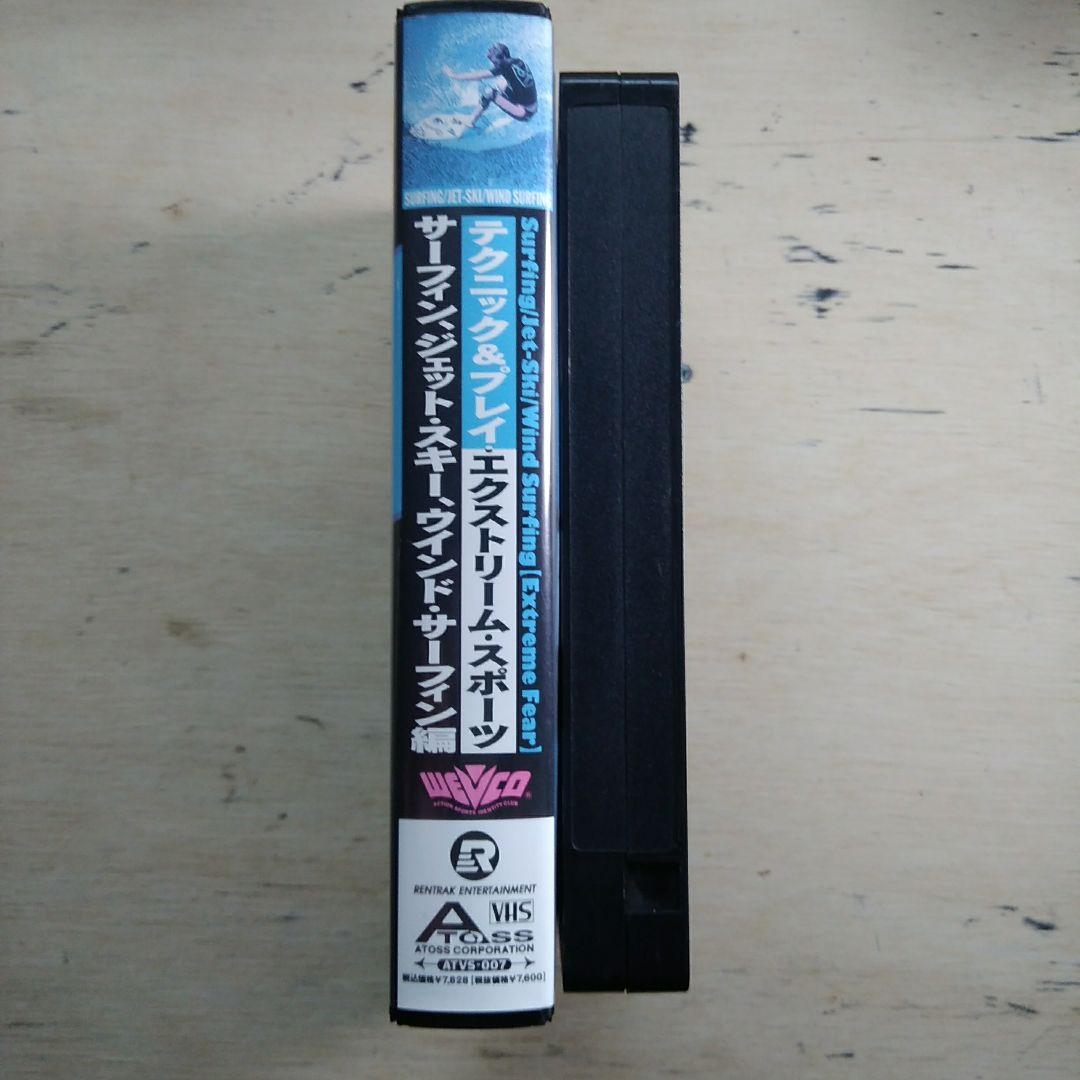 SURFING/JET-SKI/WIND SURFING
Surfing/Jet-Ski/Wind Surfing [Extreme Fear]
テクニック&プレイ・エクストリーム・スポーツ
サーフィン、ジェット・スキー、ウインド・サーフィン編
WEVCO®
ACTION SPORTS IDENTITY CLUB
R
RENTRAK ENTERTAINMENT
VHS
ATOSS
ATOSS CORPORATION
ATVS-007
税込価格¥7,828 [税抜価格¥7,600]